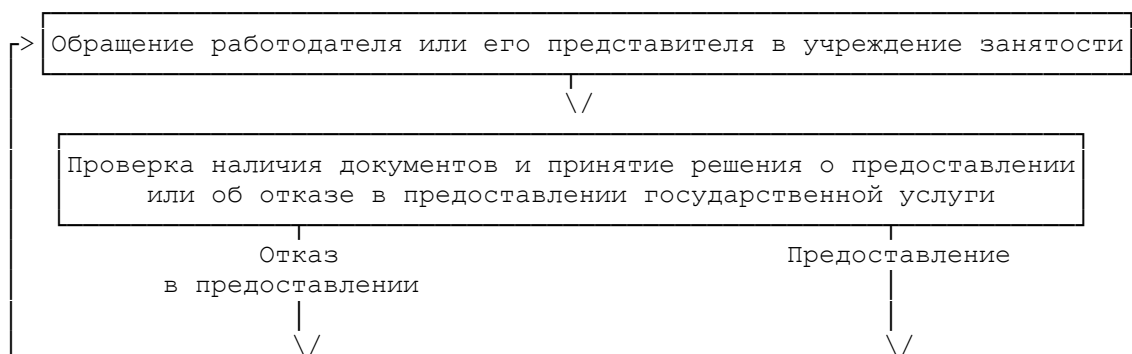 Обращение работодателя или его представителя в учреждение занятости
Проверка наличия документов и принятие решения о предоставлении
или об отказе в предоставлении государственной услуги
Отказ Предоставление
в предоставлении